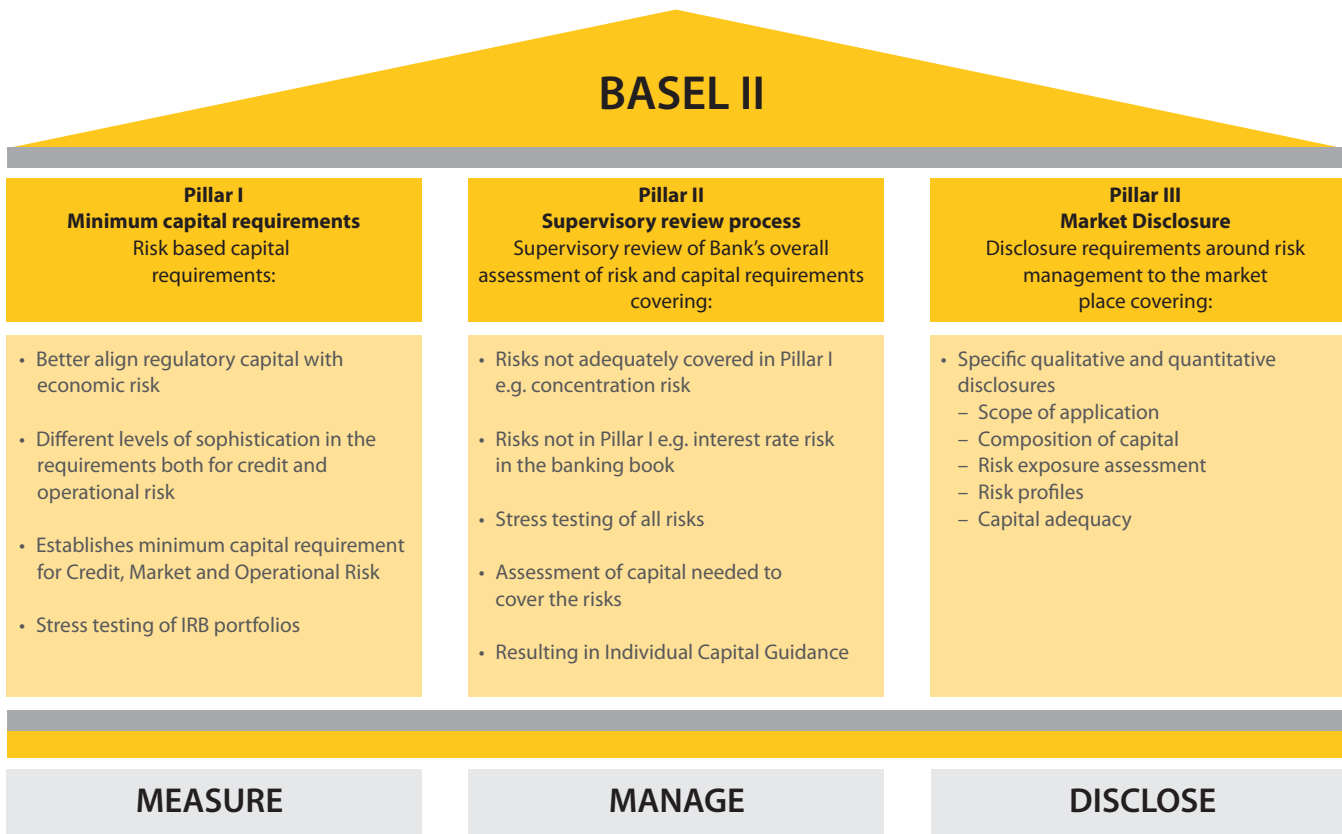 BASEL II
Pillar I
Minimum capital requirements
Risk based capital
requirements:
• Better align regulatory capital with
economic risk
• Different levels of sophistication in the
requirements both for credit and
operational risk
• Establishes minimum capital requirement
for Credit, Market and Operational Risk
• Stress testing of IRB portfolios
MEASURE
Pillar II
Supervisory review process
Supervisory review of Bank’s overall
assessment of risk and capital requirements
covering:
• Risks not adequately covered in Pillar I
e.g. concentration risk
• Risks not in Pillar I e.g. interest rate risk
in the banking book
• Stress testing of all risks
• Assessment of capital needed to
cover the risks
• Resulting in Individual Capital Guidance
MANAGE
Pillar III
Market Disclosure
Disclosure requirements around risk
management to the market
place covering:
• Specific qualitative and quantitative
disclosures
– Scope of application
– Composition of capital
– Risk exposure assessment
– Risk profiles
– Capital adequacy
DISCLOSE